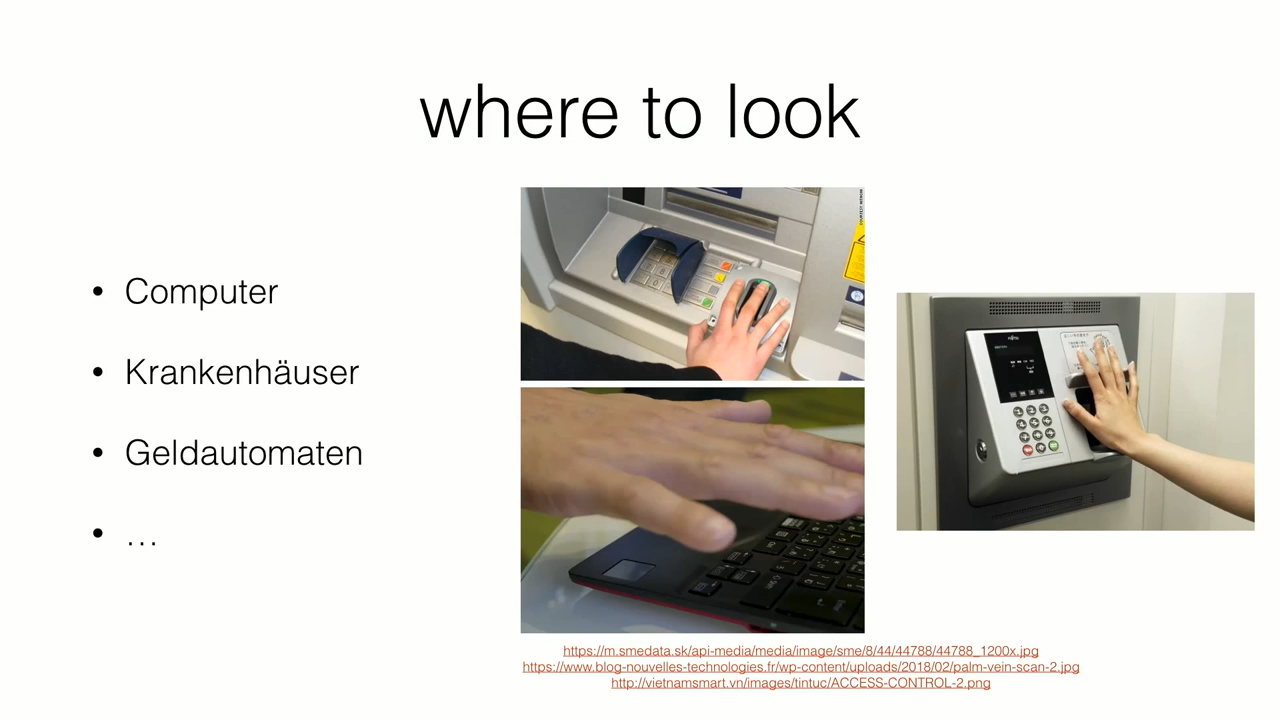 where to look
• Computer
• Krankenhäuser
• Geldautomaten
• …
https://m.smedata.sk/api-media/media/image/sme/8/44/44788/44788_1200x.jpg
https://www.blog-nouvelles-technologies.fr/wp-content/uploads/2018/02/palm-vein-scan-2.jpg
http://vietnamsmart.vn/images/tintuc/ACCESS-CONTROL-2.png